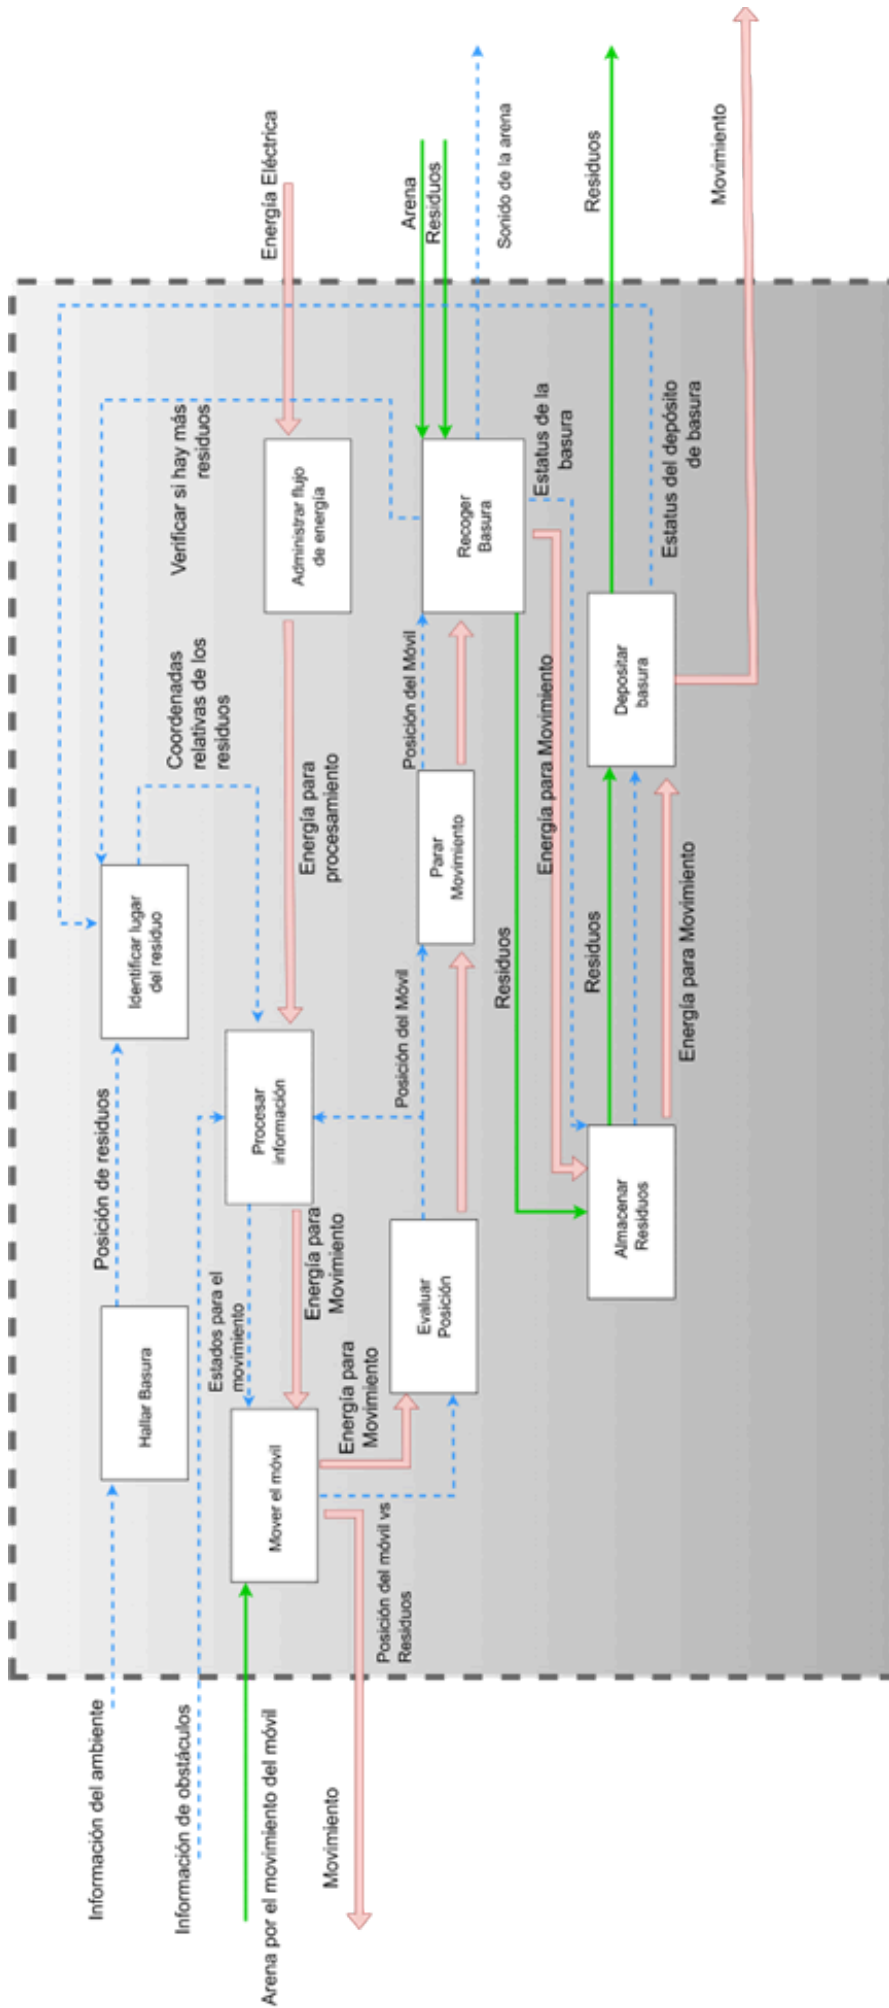 Información del ambiente
Información de obstáculos
Arena por el movimiento del móvil
Movimiento
Hallar Basura
Posición de residuos
Identificar lugar
del residuo
Coordenadas
relativas de los
residuos
Verificar si hay más
residuos
Energía Eléctrica
Administrar flujo
de energía
Energía para
procesamiento
Procesar
información
Estados para el
movimiento
Energía para
Movimiento
Mover el móvil
Energía para
Movimiento
Posición del móvil vs
Residuos
Evaluar
Posición
Posición del Móvil
Parar
Movimiento
Posición del Móvil
Recoger
Basura
Arena
Residuos
Sonido de la arena
Estatus de la
basura
Energía para Movimiento
Residuos
Almacenar
Residuos
Residuos
Energía para Movimiento
Depositar
basura
Estatus del depósito
de basura
Residuos
Movimiento